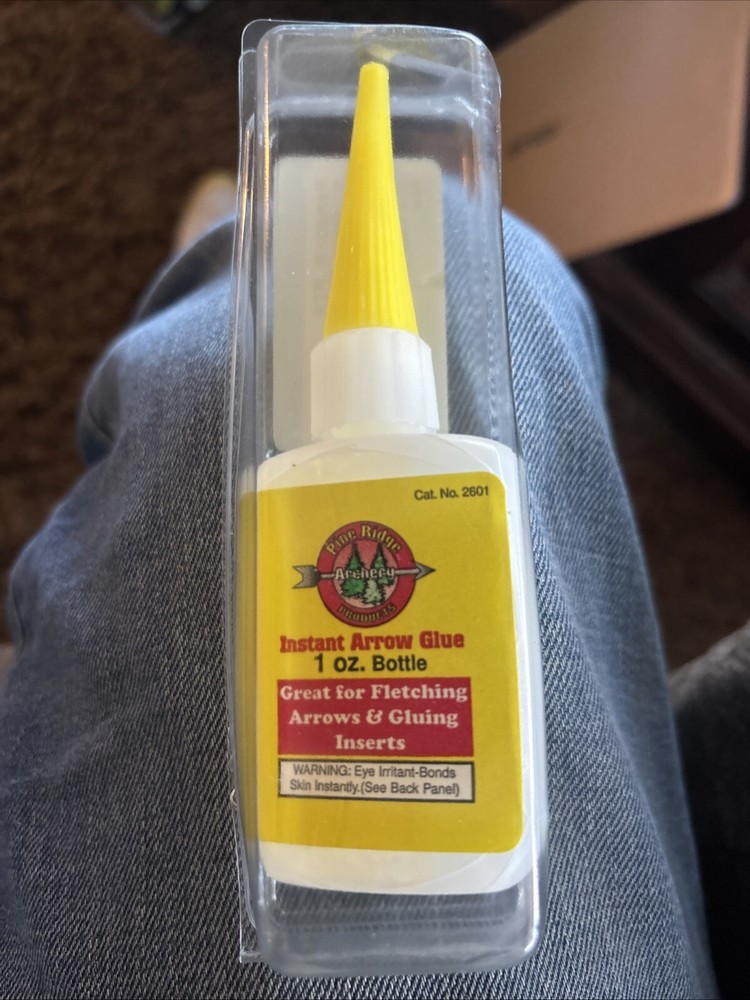 Cat. No. 2601
Pine Ridge
Archery
PRODUCTS
Instant Arrow Glue
1 oz. Bottle
Great for Fletching
Arrows & Gluing
Inserts
WARNING: Eye Irritant-Bonds
Skin Instantly.(See Back Panel)